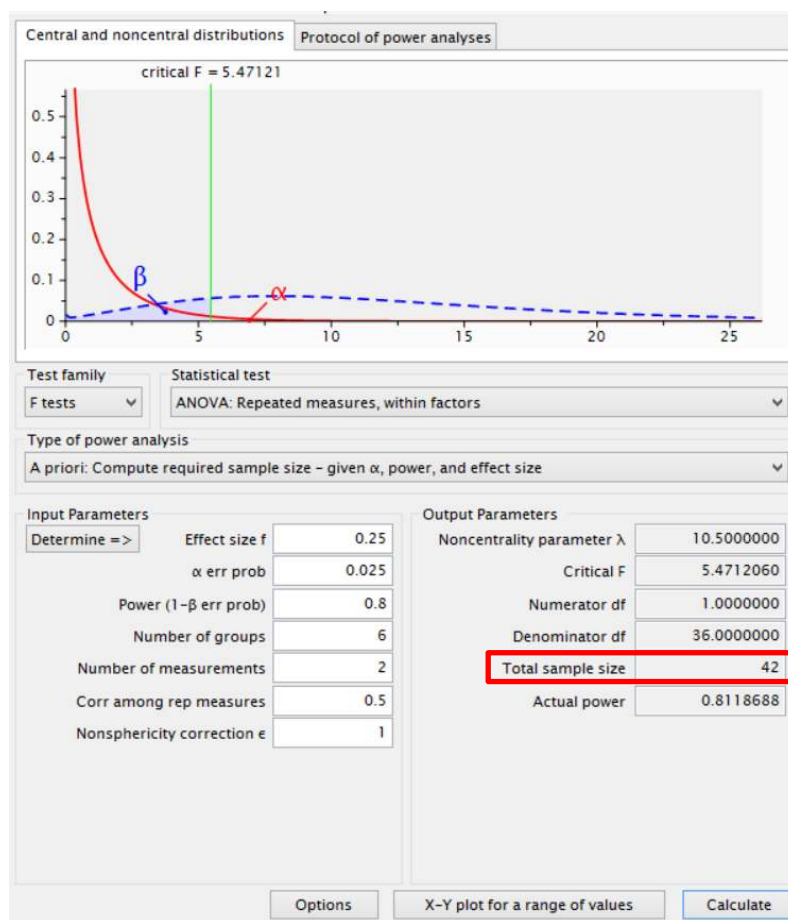 Central and noncentral distributions Protocol of power analyses
critical F = 5.47121
0.5
0.4
0.3
0.2
0.1
0
β
α
0 5 10 15 20 25
Test family Statistical test
F tests ANOVA: Repeated measures, within factors
Type of power analysis
A priori: Compute required sample size – given α, power, and effect size
Input Parameters Output Parameters
Determine => Effect size f 0.25 Noncentrality parameter λ 10.5000000
α err prob 0.025 Critical F 5.4712060
Power (1-β err prob) 0.8 Numerator df 1.0000000
Number of groups 6 Denominator df 36.0000000
Number of measurements 2 Total sample size 42
Corr among rep measures 0.5 Actual power 0.8118688
Nonsphericity correction ϵ 1
Options X-Y plot for a range of values Calculate